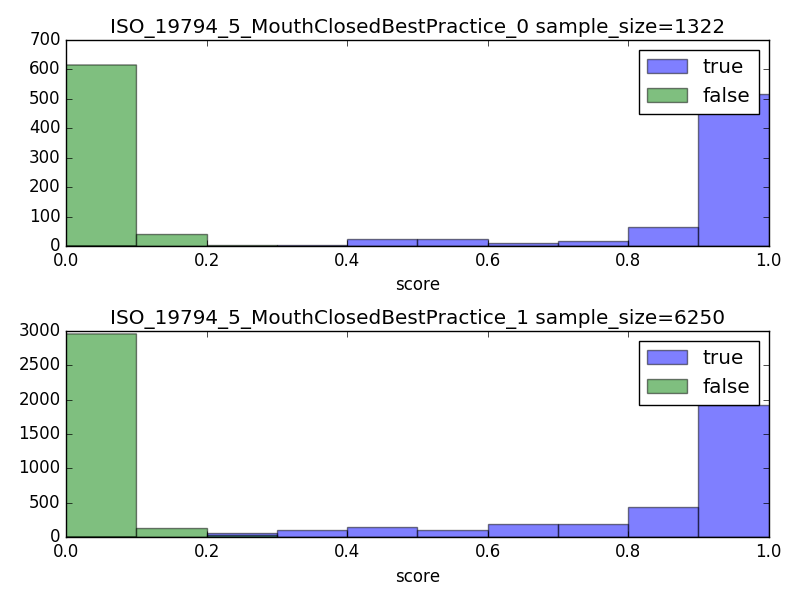 ISO_19794_5_MouthClosedBestPractice_0 sample_size=1322
700
600
500
400
300
200
100
0
true
false
0.0 0.2 0.4 0.6 0.8 1.0
score
ISO_19794_5_MouthClosedBestPractice_1 sample_size=6250
3000
2500
2000
1500
1000
500
0
true
false
0.0 0.2 0.4 0.6 0.8 1.0
score